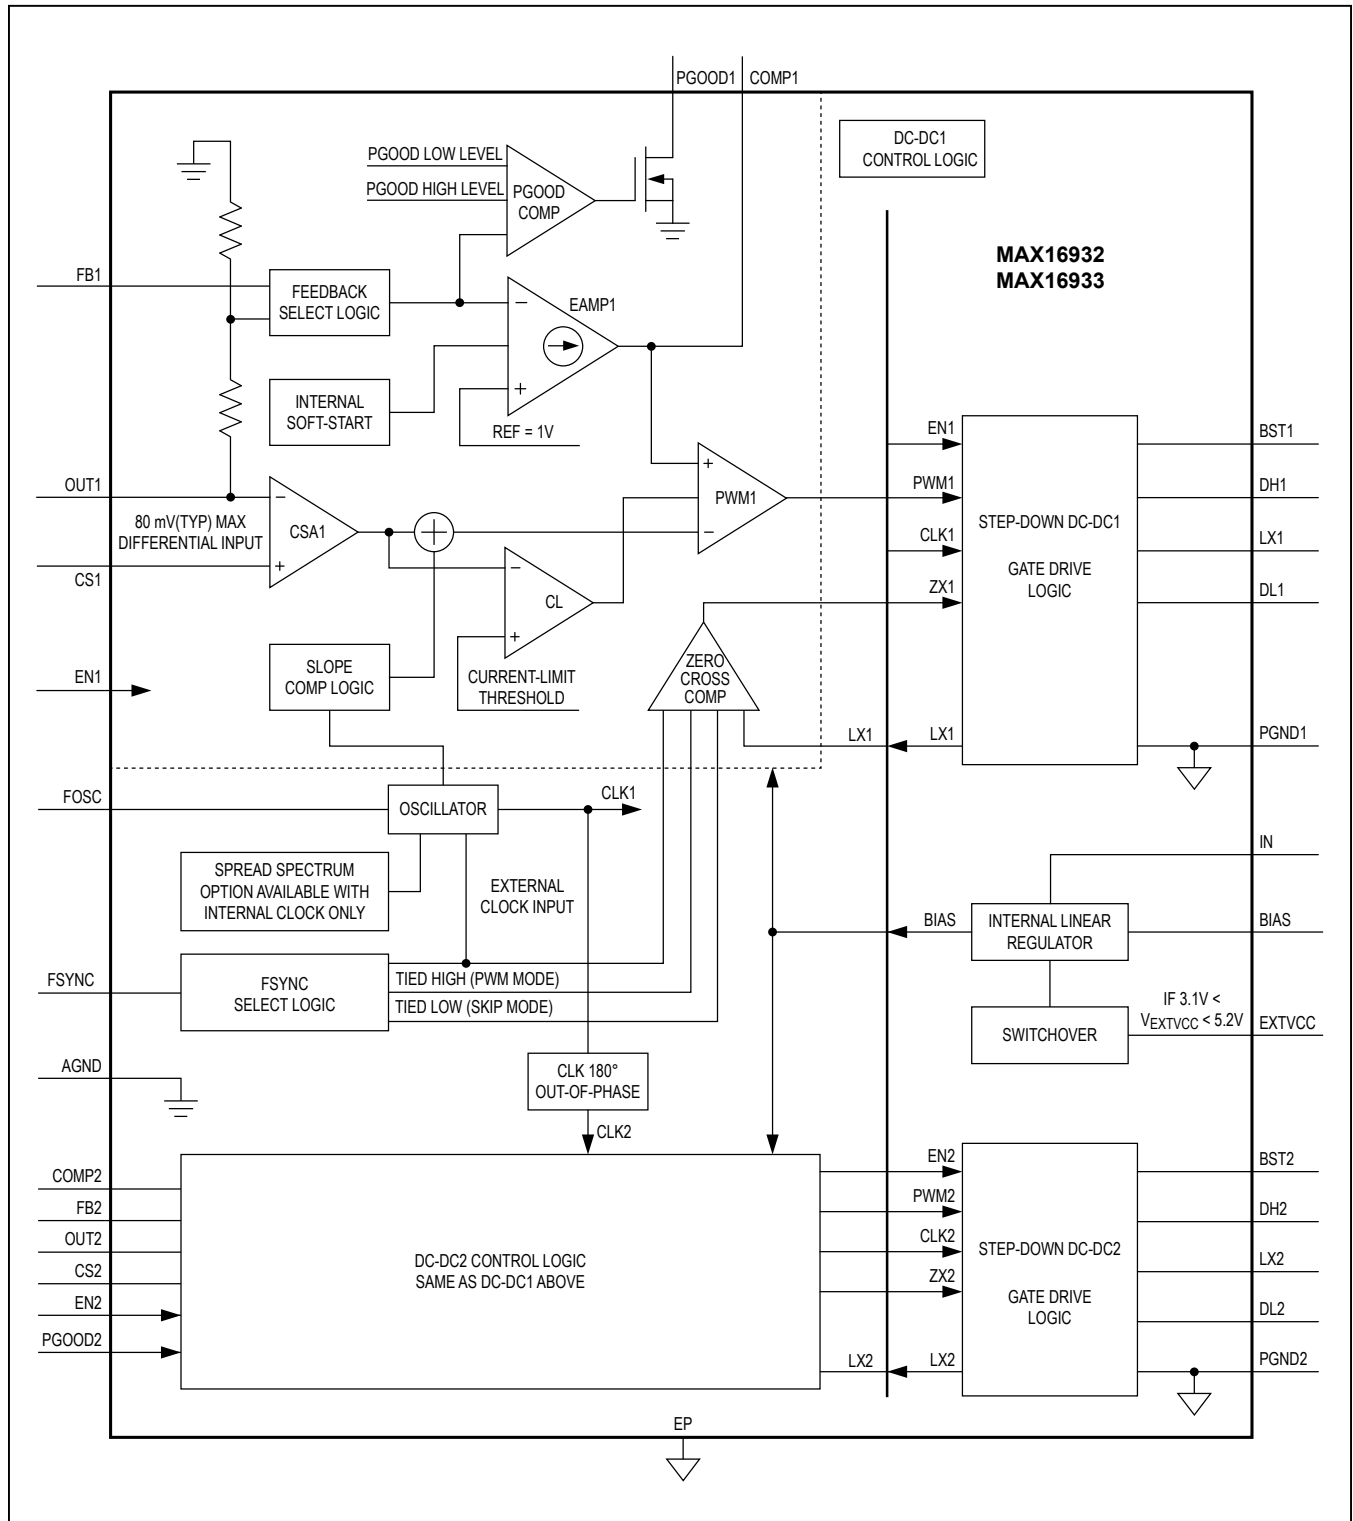 PGOOD1 COMP1
DC-DC1
CONTROL LOGIC
PGOOD LOW LEVEL
PGOOD HIGH LEVEL
PGOOD
COMP
MAX16932
MAX16933
FB1
FEEDBACK
SELECT LOGIC
−
EAMP1
+
INTERNAL
SOFT-START
REF = 1V
OUT1
80 mV(TYP) MAX
DIFFERENTIAL INPUT
CS1
−
CSA1
+
+
+
PWM1
−
−
CL
+
CURRENT-LIMIT
THRESHOLD
SLOPE
COMP LOGIC
EN1
ZERO
CROSS
COMP
EN1
PWM1
CLK1
ZX1
LX1
LX1
STEP-DOWN DC-DC1
GATE DRIVE
LOGIC
BST1
DH1
LX1
DL1
PGND1
FOSC
OSCILLATOR
CLK1
SPREAD SPECTRUM
OPTION AVAILABLE WITH
INTERNAL CLOCK ONLY
EXTERNAL
CLOCK INPUT
FSYNC
FSYNC
SELECT LOGIC
TIED HIGH (PWM MODE)
TIED LOW (SKIP MODE)
IN
BIAS
INTERNAL LINEAR
REGULATOR
BIAS
SWITCHOVER
IF 3.1V <
VEXTVCC < 5.2V
EXTVCC
AGND
CLK 180°
OUT-OF-PHASE
CLK2
COMP2
FB2
OUT2
CS2
EN2
PGOOD2
DC-DC2 CONTROL LOGIC
SAME AS DC-DC1 ABOVE
EN2
PWM2
CLK2
ZX2
LX2
LX2
STEP-DOWN DC-DC2
GATE DRIVE
LOGIC
BST2
DH2
LX2
DL2
PGND2
EP